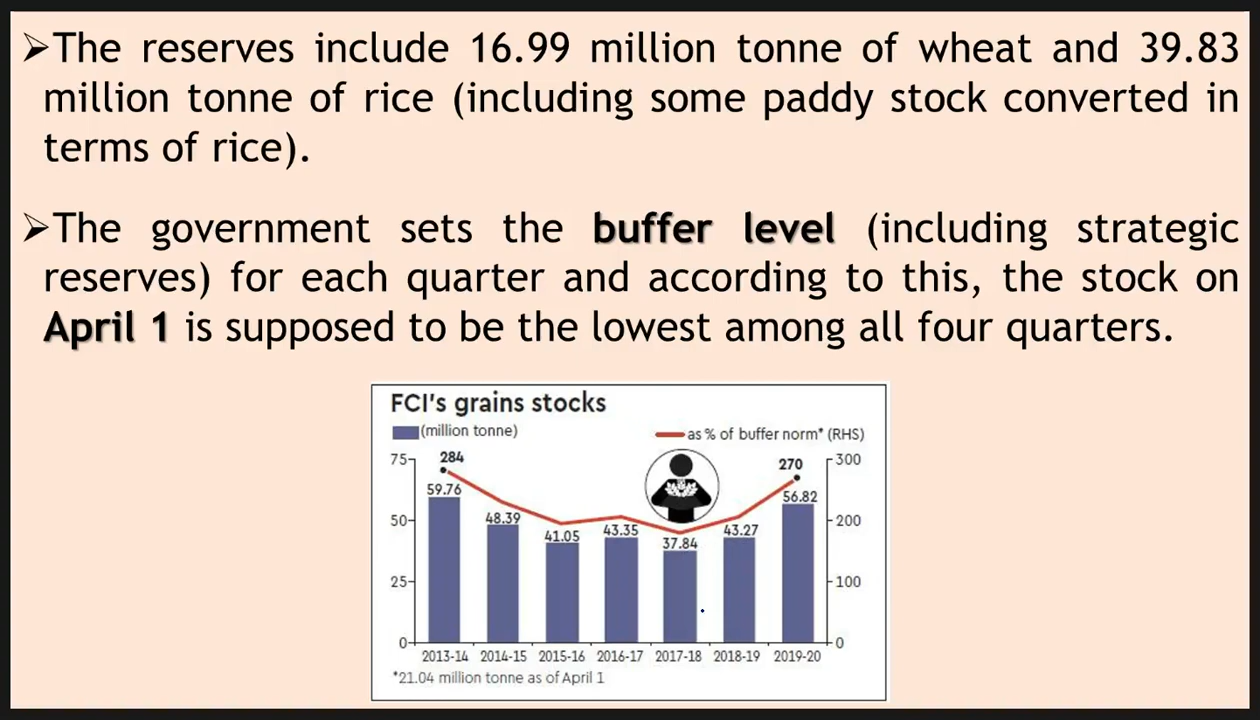 ➢The reserves include 16.99 million tonne of wheat and 39.83
million tonne of rice (including some paddy stock converted in
terms of rice).
➢The government sets the buffer level (including strategic
reserves) for each quarter and according to this, the stock on
April 1 is supposed to be the lowest among all four quarters.
FCI's grains stocks
(million tonne)
as % of buffer norm* (RHS)
75
50
25
0
284
270
300
200
100
0
59.76
48.39
41.05
43.35
37.84
43.27
56.82
2013-14 2014-15 2015-16 2016-17 2017-18 2018-19 2019-20
*21.04 million tonne as of April 1